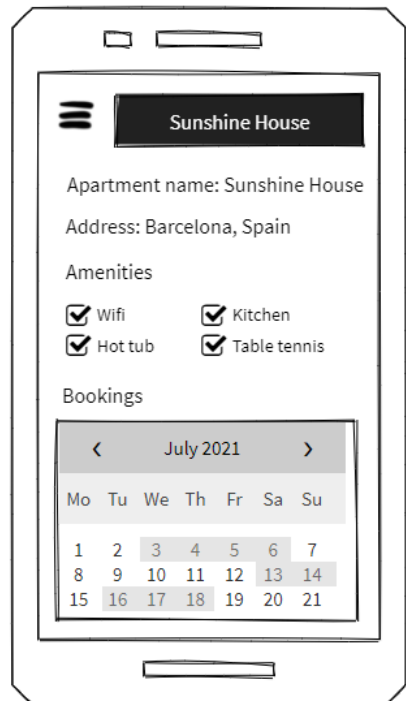 Sunshine House
Apartment name: Sunshine House
Address: Barcelona, Spain
Amenities
Wifi Kitchen
Hot tub Table tennis
Bookings
July 2021
Mo Tu We Th Fr Sa Su
1 2 3 4 5 6 7
8 9 10 11 12 13 14
15 16 17 18 19 20 21